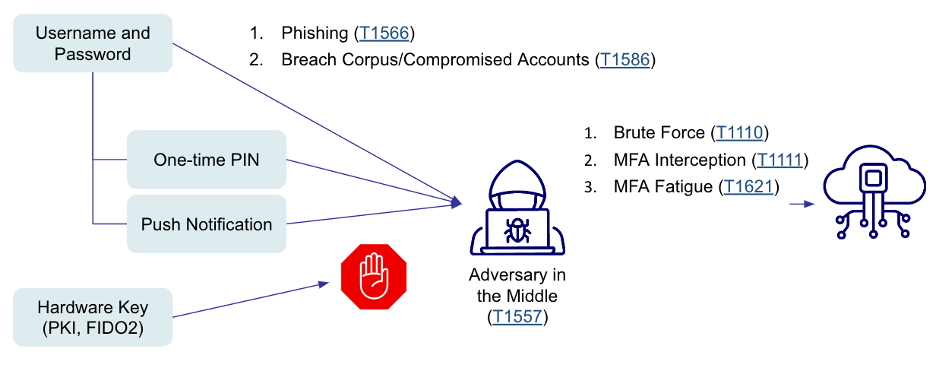 Username and
Password
1. Phishing (T1566)
2. Breach Corpus/Compromised Accounts (T1586)
One-time PIN
Push Notification
Hardware Key
(PKI, FIDO2)
Adversary in
the Middle
(T1557)
1. Brute Force (T1110)
2. MFA Interception (T1111)
3. MFA Fatigue (T1621)